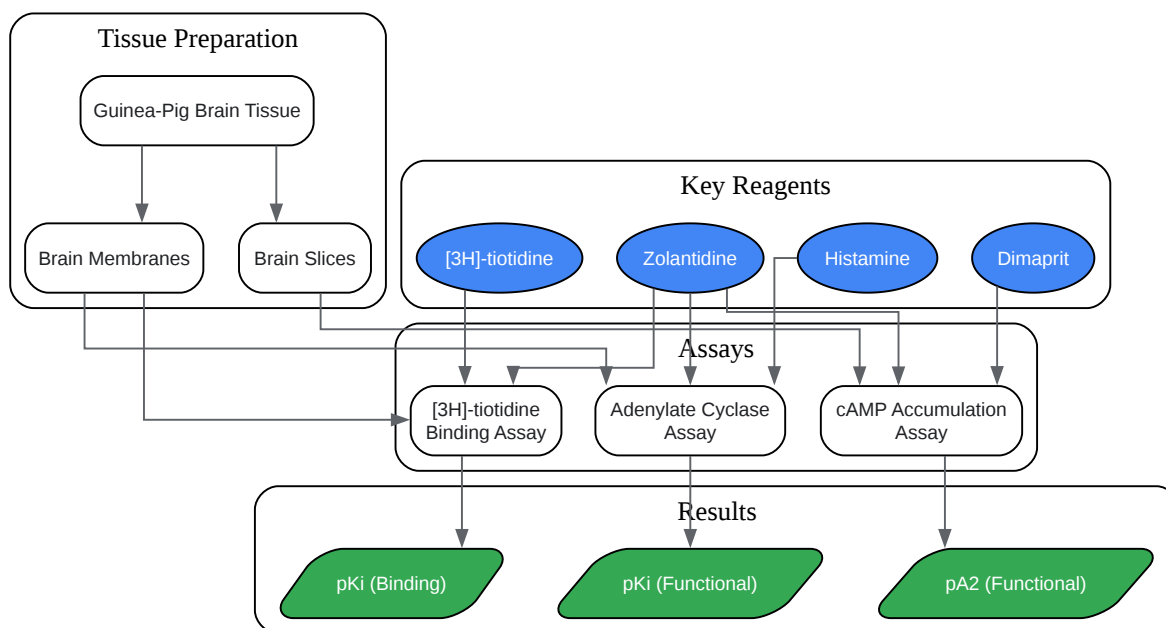 Tissue Preparation
Guinea-Pig Brain Tissue
Brain Membranes
Brain Slices
Key Reagents
[3H]-tiotidine
Zolantidine
Histamine
Dimaprit
Assays
[3H]-tiotidine
Binding Assay
Adenylate Cyclase
Assay
cAMP Accumulation
Assay
Results
pKi (Binding)
pKi (Functional)
pA2 (Functional)